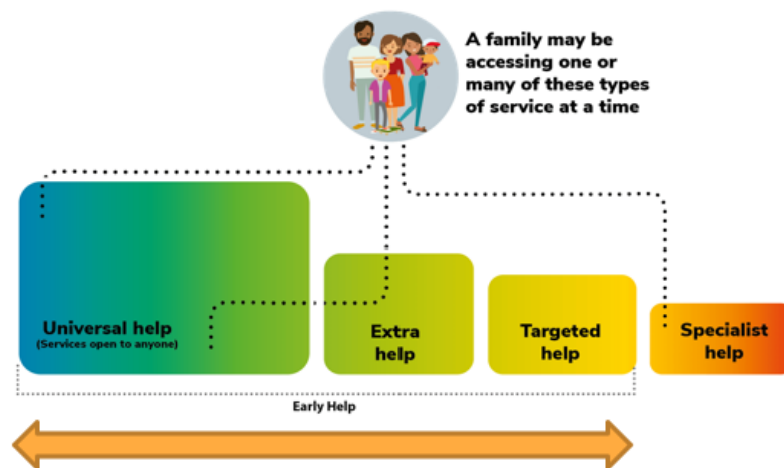 A family may be
accessing one or
many of these types
of service at a time
Universal help
(Services open to anyone)
Extra
help
Targeted
help
Specialist
help
Early Help